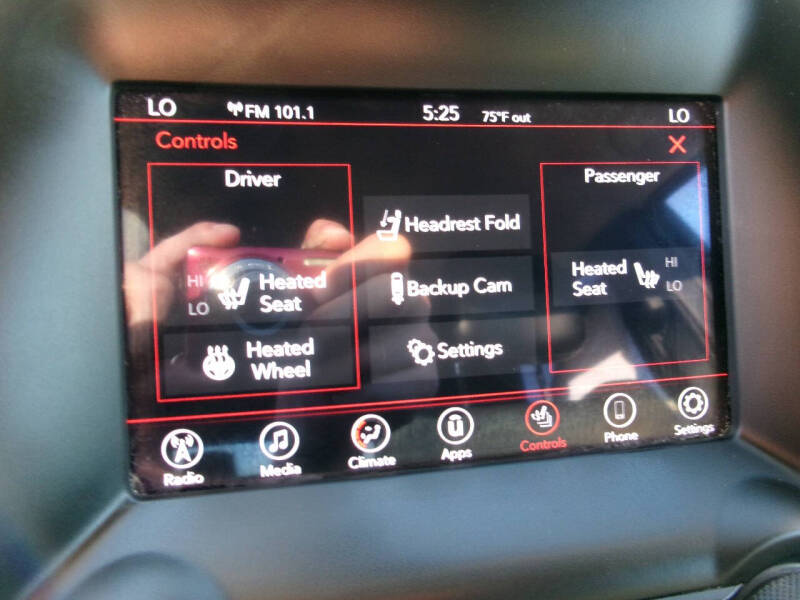 LO FM 101.1 5:25 75°F out LO
Controls X
Driver
Passenger
Headrest Fold
HI
LO
Heated
Seat
Backup Cam
Heated
Seat
HI
LO
Heated
Wheel
Settings
Radio Media Climate Apps Controls Phone Settings